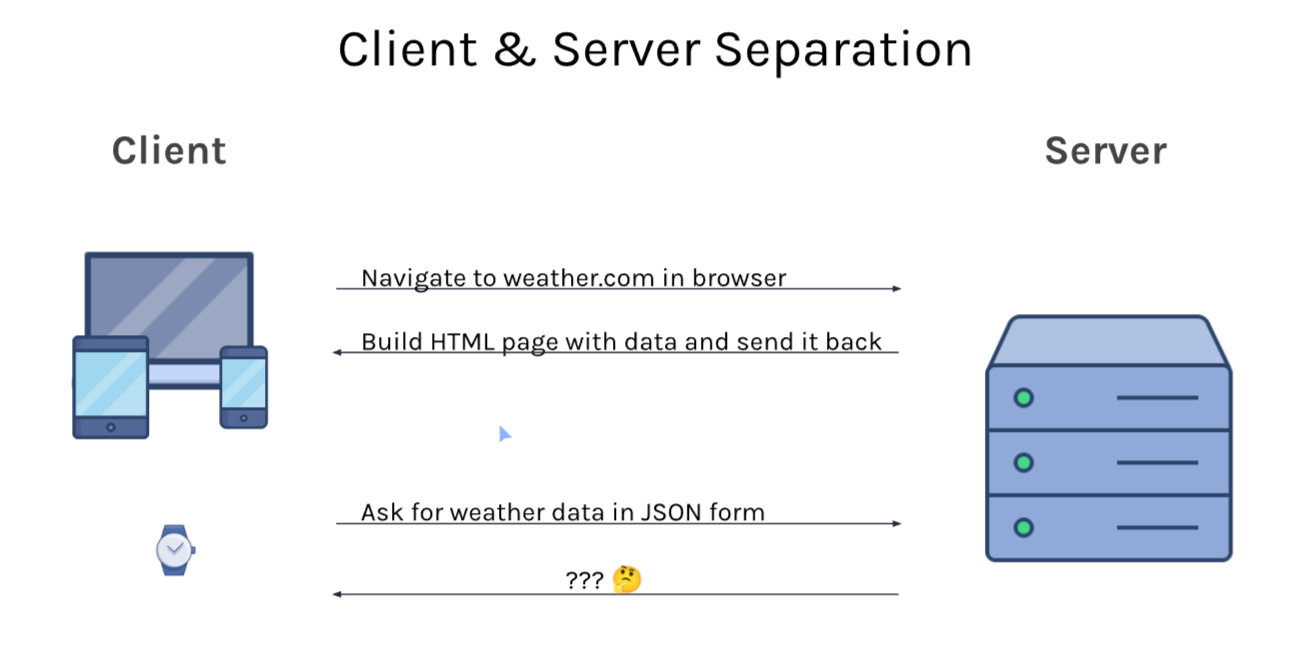 Client & Server Separation
Client
Server
Navigate to weather.com in browser
Build HTML page with data and send it back
Ask for weather data in JSON form
??? 🤔